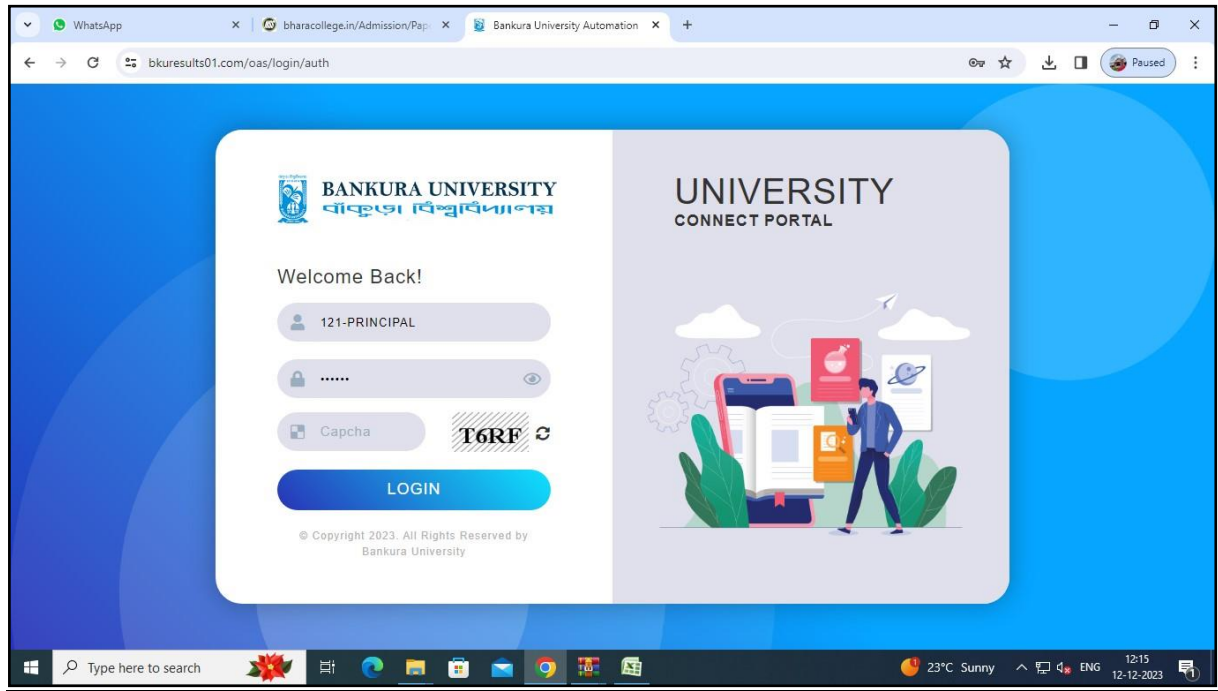 WhatsApp
bharacollege.in/Admission/Pap
Bankura University Automation
bkuresults01.com/oas/login/auth
Paused
BANKURA UNIVERSITY
বাঁকুড়া বিশ্ববিদ্যালয়
UNIVERSITY
CONNECT PORTAL
Welcome Back!
121-PRINCIPAL
••••••
Capcha
T6RF
LOGIN
© Copyright 2023. All Rights Reserved by
Bankura University
Type here to search
23°C Sunny
ENG
12:15
12-12-2023
1